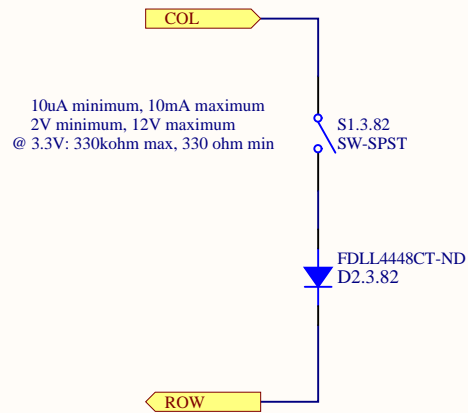 COL
10uA minimum, 10mA maximum
2V minimum, 12V maximum
@ 3.3V: 330kohm max, 330 ohm min
S1.3.82
SW-SPST
FDLL4448CT-ND
D2.3.82
ROW